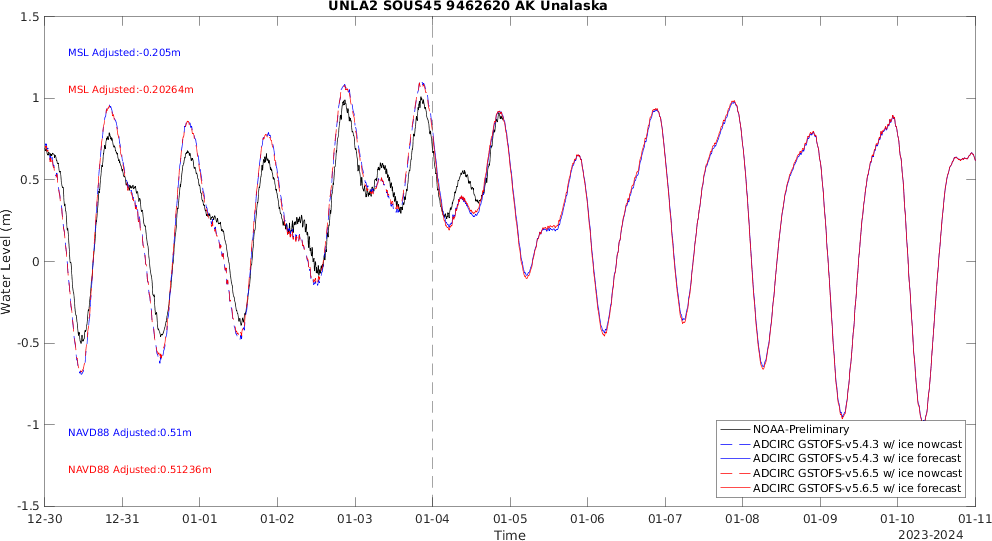 UNLA2 SOUS45 9462620 AK Unalaska
1.5
MSL Adjusted:-0.205m
MSL Adjusted:-0.20264m
1
0.5
0
-0.5
-1
-1.5
Water Level (m)
NAVD88 Adjusted:0.51m
NAVD88 Adjusted:0.51236m
NOAA-Preliminary
ADCIRC GSTOFS-v5.4.3 w/ ice nowcast
ADCIRC GSTOFS-v5.4.3 w/ ice forecast
ADCIRC GSTOFS-v5.6.5 w/ ice nowcast
ADCIRC GSTOFS-v5.6.5 w/ ice forecast
12-30 12-31 01-01 01-02 01-03 01-04 01-05 01-06 01-07 01-08 01-09 01-10 01-11
Time
2023-2024